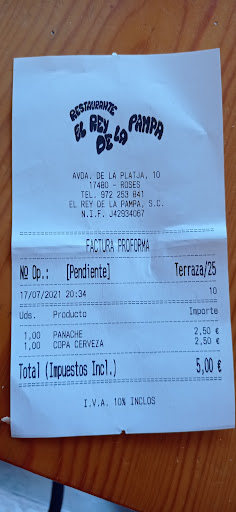 RESTAURANTE
EL REY
DE LA PAMPA
AVDA. DE LA PLATJA, 10
17480 - ROSES
TEL. 972 253 841
EL REY DE LA PAMPA, S.C.
N.I.F. J42934067
FACTURA PROFORMA
Nº Op.: [Pendiente] Terraza/25
17/07/2021 20:34 10
Uds. Producto Importe
1,00 PANACHE 2,50 €
1,00 COPA CERVEZA 2,50 €
Total (Impuestos Incl.) 5,00 €
I.V.A. 10% INCLOS